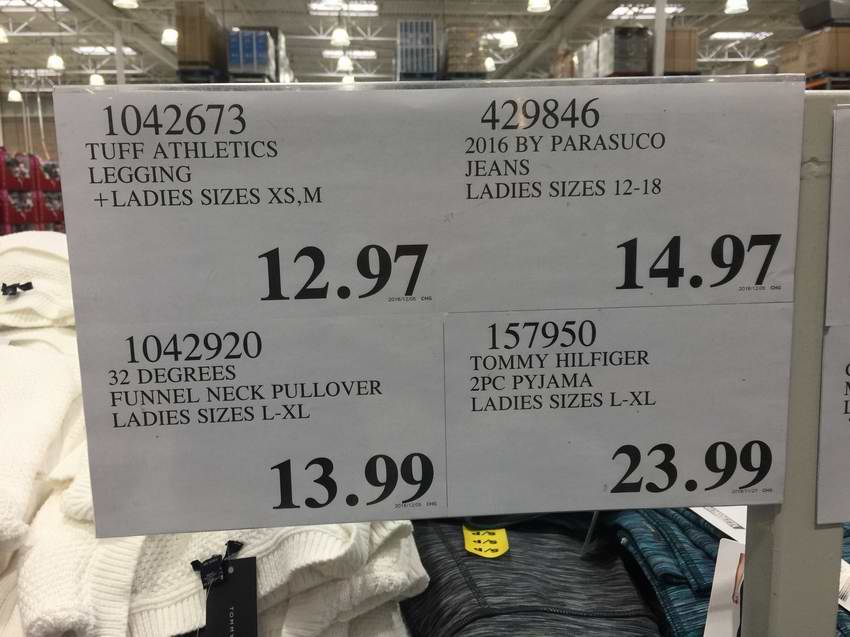 1042673
TUFF ATHLETICS
LEGGING
+LADIES SIZES XS,M
12.97
429846
2016 BY PARASUCO
JEANS
LADIES SIZES 12-18
14.97
1042920
32 DEGREES
FUNNEL NECK PULLOVER
LADIES SIZES L-XL
13.99
157950
TOMMY HILFIGER
2PC PYJAMA
LADIES SIZES L-XL
23.99